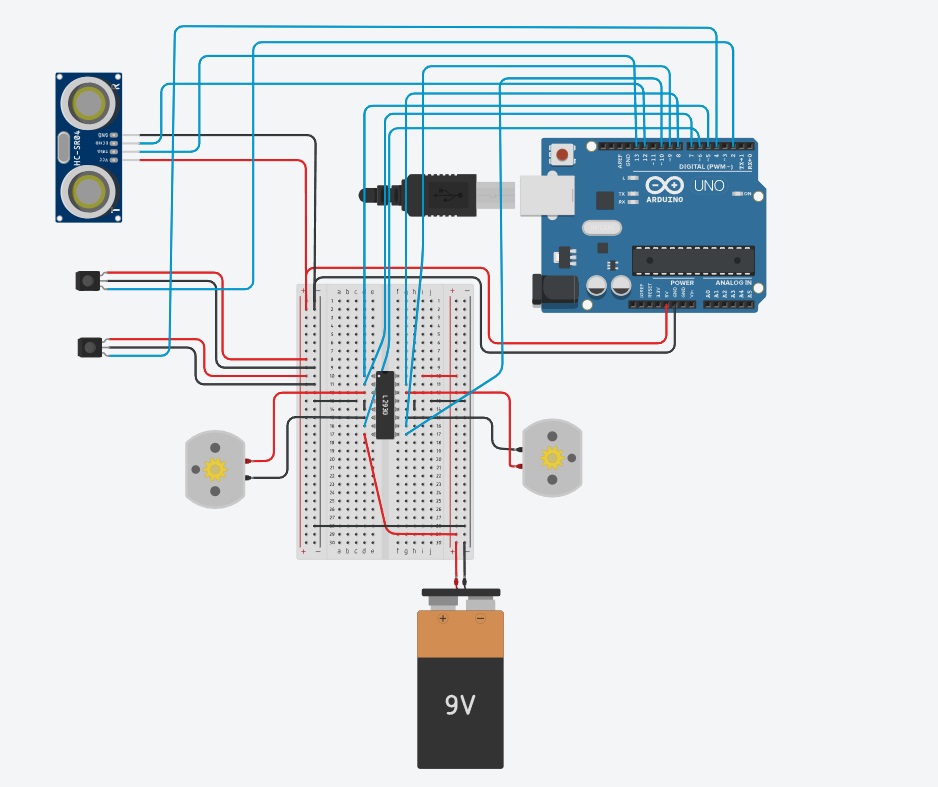 R
HC-SR04
GND
ECHO
TRIG
VCC
L
AREF
GND
13
12
~11
~10
~9
8
7
~6
~5
4
~3
2
TX→1
RX←0
DIGITAL (PWM~)
L
TX
RX
UNO
ARDUINO
ON
POWER
ANALOG IN
IOREF
RESET
3.3V
5V
GND
GND
Vin
A0
A1
A2
A3
A4
A5
+ −
a b c d e
f g h i j
+ −
L293D
+ −
a b c d e
f g h i j
+ −
+ −
9V